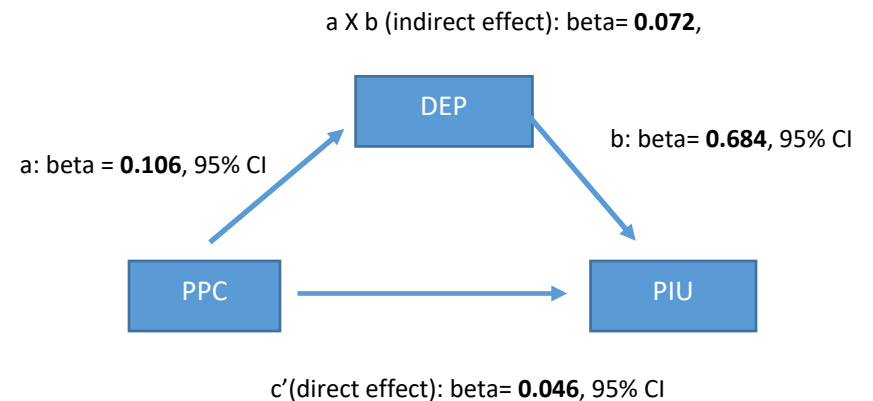 a X b (indirect effect): beta= 0.072,
DEP
b: beta= 0.684, 95% CI
a: beta = 0.106, 95% CI
PPC
PIU
c’(direct effect): beta= 0.046, 95% CI